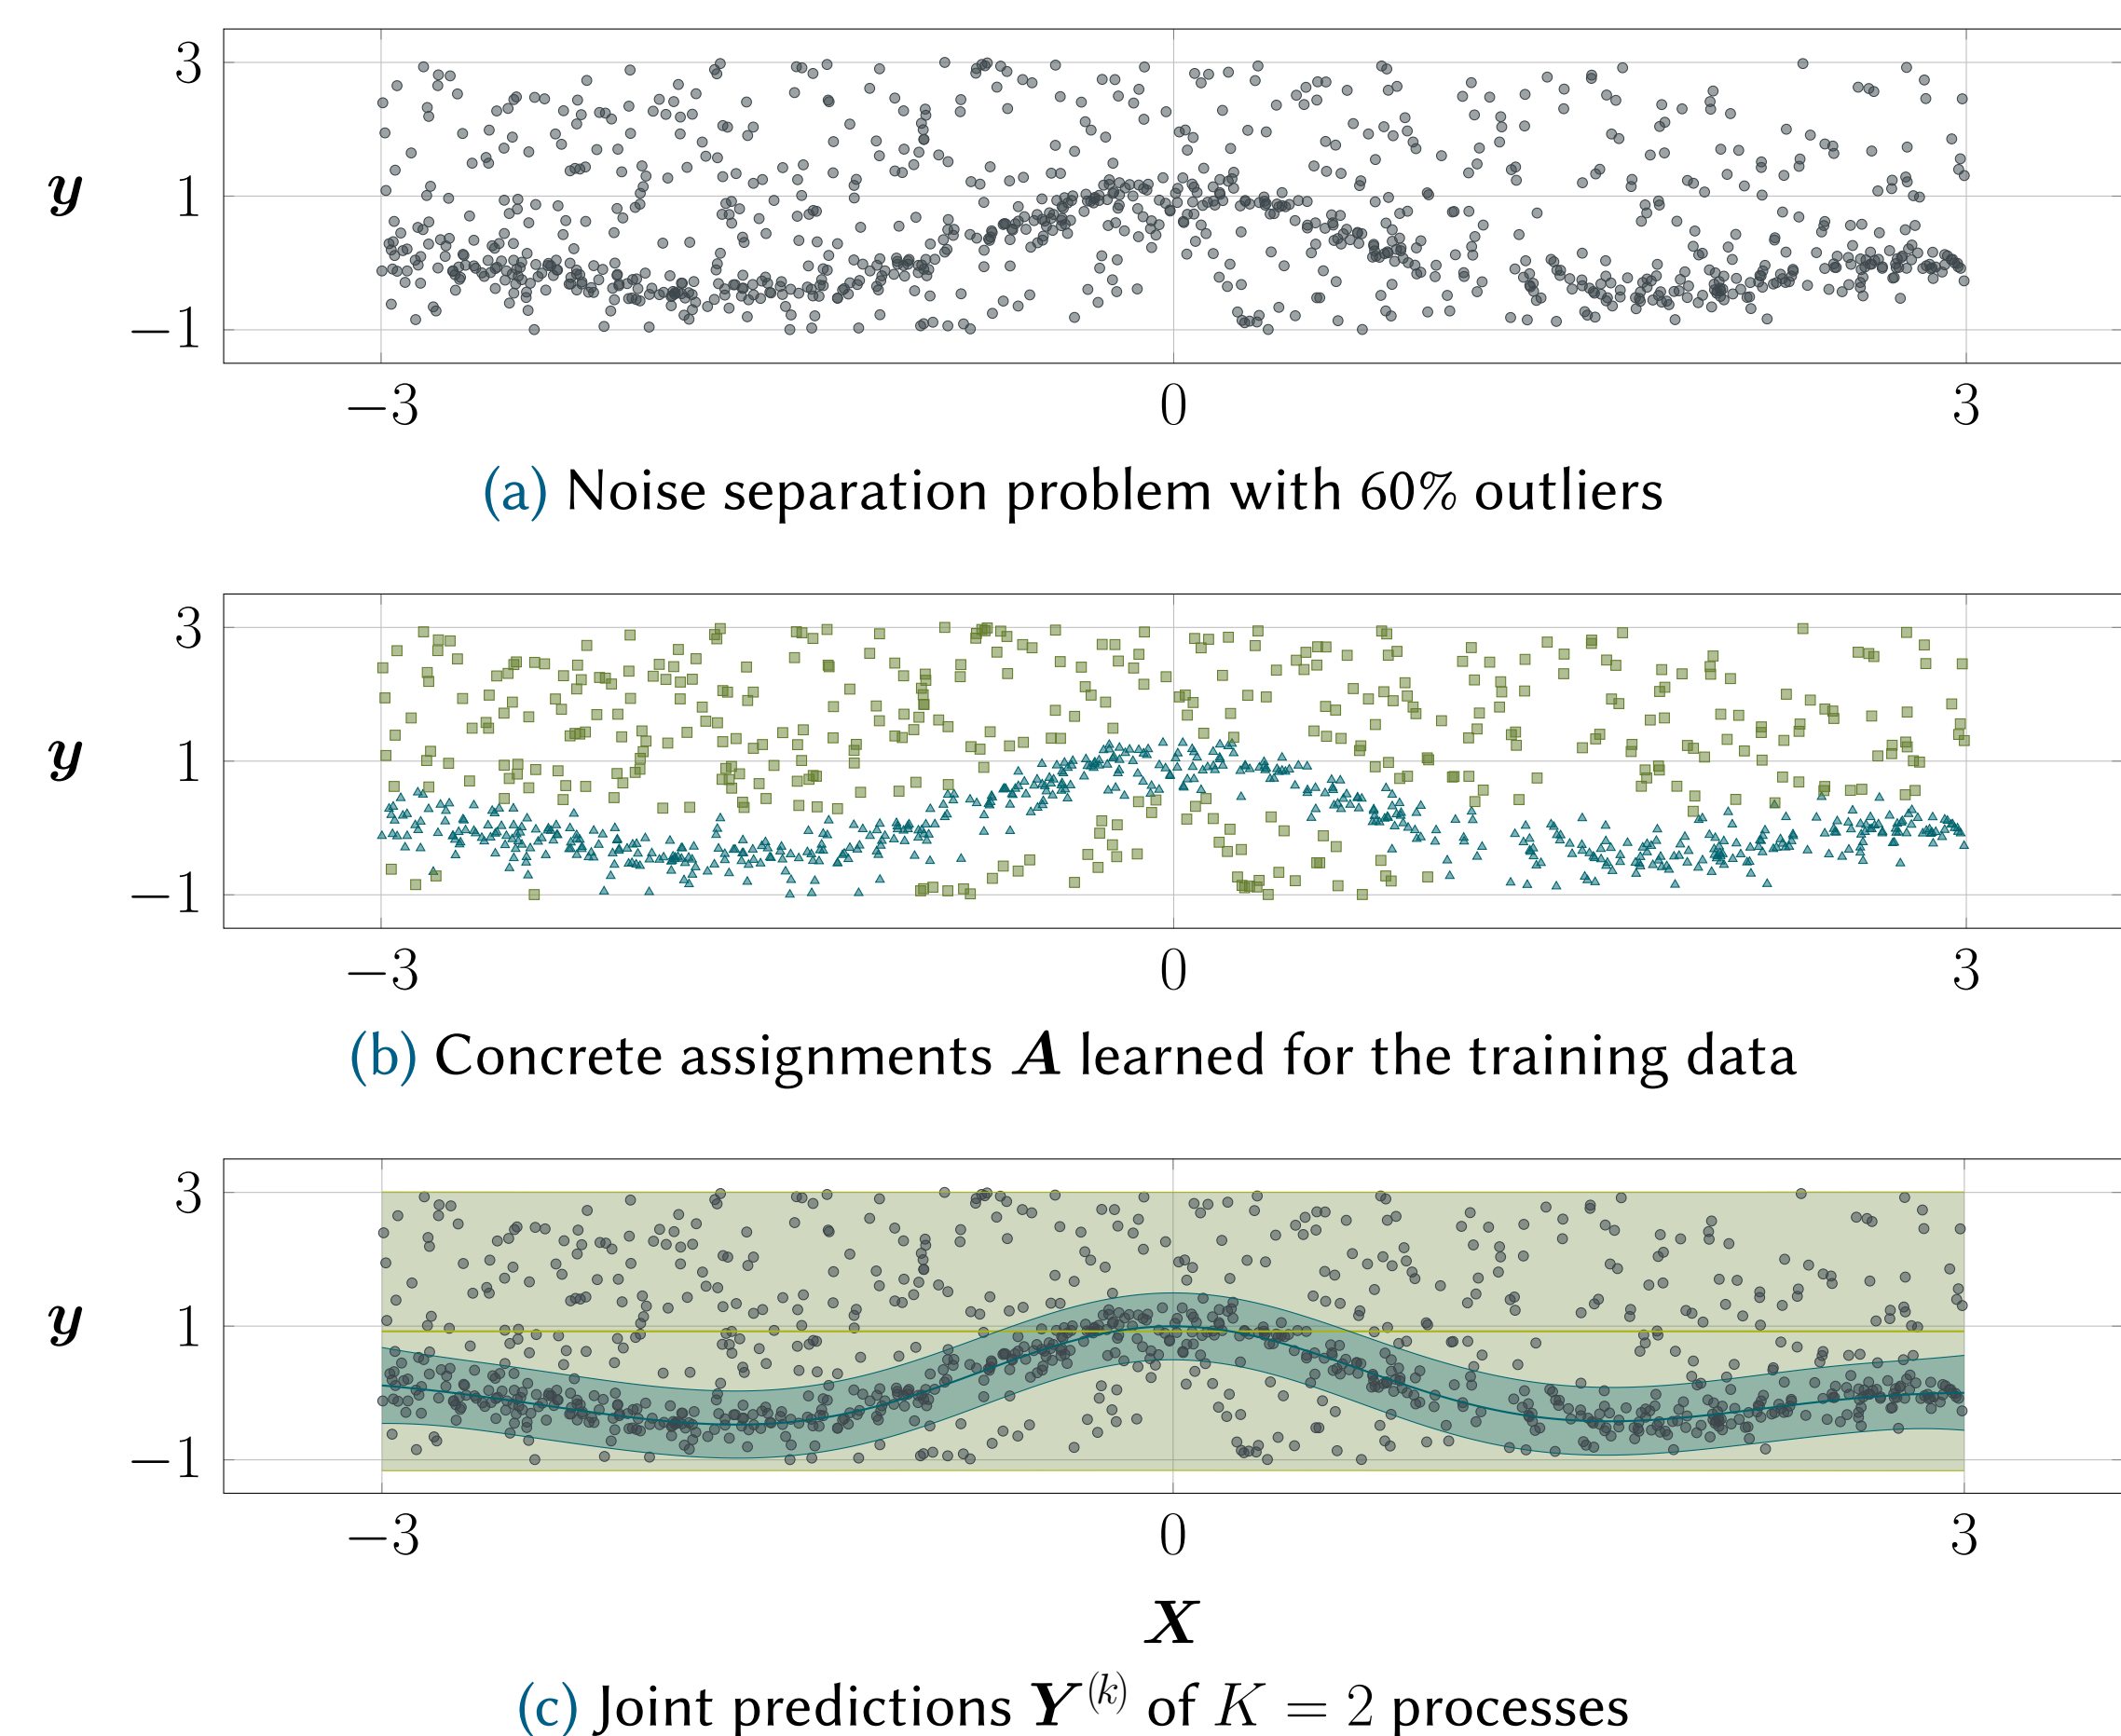 3
y
1
−1
−3 0 3
(a) Noise separation problem with 60% outliers
3
y
1
−1
−3 0 3
(b) Concrete assignments A learned for the training data
3
y
1
−1
−3 0 3
X
(c) Joint predictions Y^(k) of K = 2 processes